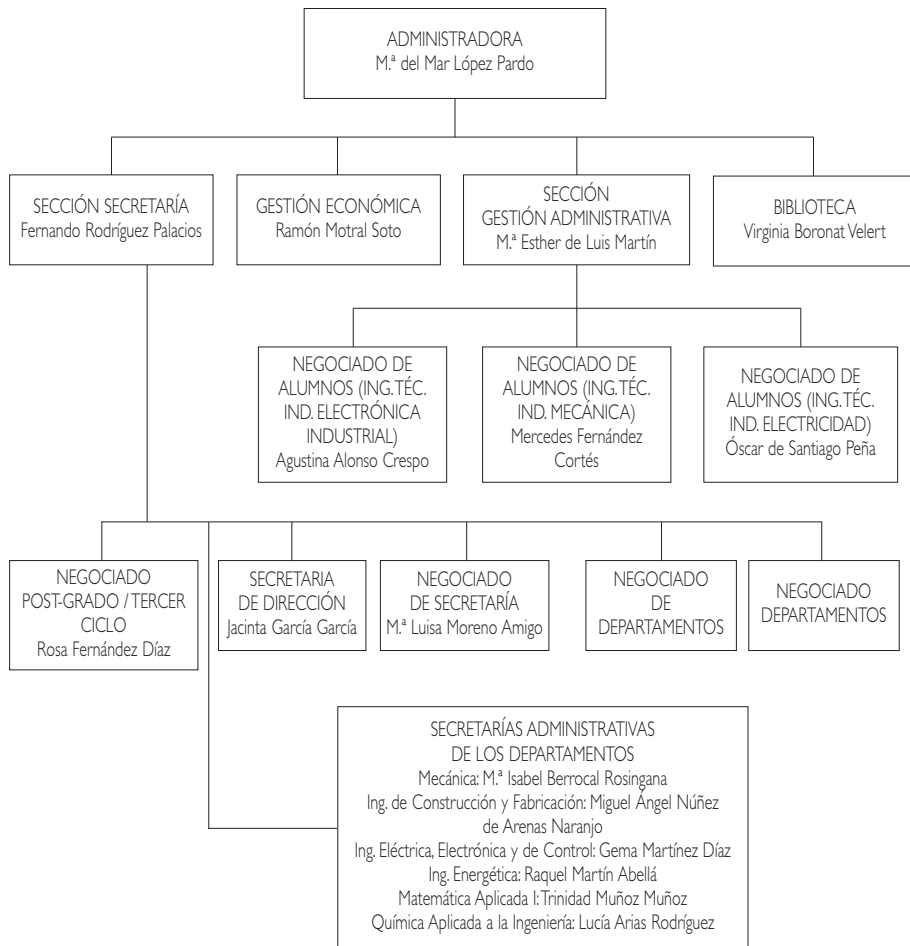 ADMINISTRADORA
M.ª del Mar López Pardo
SECCIÓN SECRETARÍA
Fernando Rodríguez Palacios
GESTIÓN ECONÓMICA
Ramón Motral Soto
SECCIÓN
GESTIÓN ADMINISTRATIVA
M.ª Esther de Luis Martín
BIBLIOTECA
Virginia Boronat Velert
NEGOCIADO DE
ALUMNOS (ING. TÉC.
IND. ELECTRÓNICA
INDUSTRIAL)
Agustina Alonso Crespo
NEGOCIADO DE
ALUMNOS (ING. TÉC.
IND. MECÁNICA)
Mercedes Fernández
Cortés
NEGOCIADO DE
ALUMNOS (ING. TÉC.
IND. ELECTRICIDAD)
Óscar de Santiago Peña
NEGOCIADO
POST-GRADO / TERCER
CICLO
Rosa Fernández Díaz
SECRETARIA
DE DIRECCIÓN
Jacinta García García
NEGOCIADO
DE SECRETARÍA
M.ª Luisa Moreno Amigo
NEGOCIADO
DE
DEPARTAMENTOS
NEGOCIADO
DEPARTAMENTOS
SECRETARÍAS ADMINISTRATIVAS
DE LOS DEPARTAMENTOS
Mecánica: M.ª Isabel Berrocal Rosingana
Ing. de Construcción y Fabricación: Miguel Ángel Núñez
de Arenas Naranjo
Ing. Eléctrica, Electrónica y de Control: Gema Martínez Díaz
Ing. Energética: Raquel Martín Abellá
Matemática Aplicada I: Trinidad Muñoz Muñoz
Química Aplicada a la Ingeniería: Lucía Arias Rodríguez